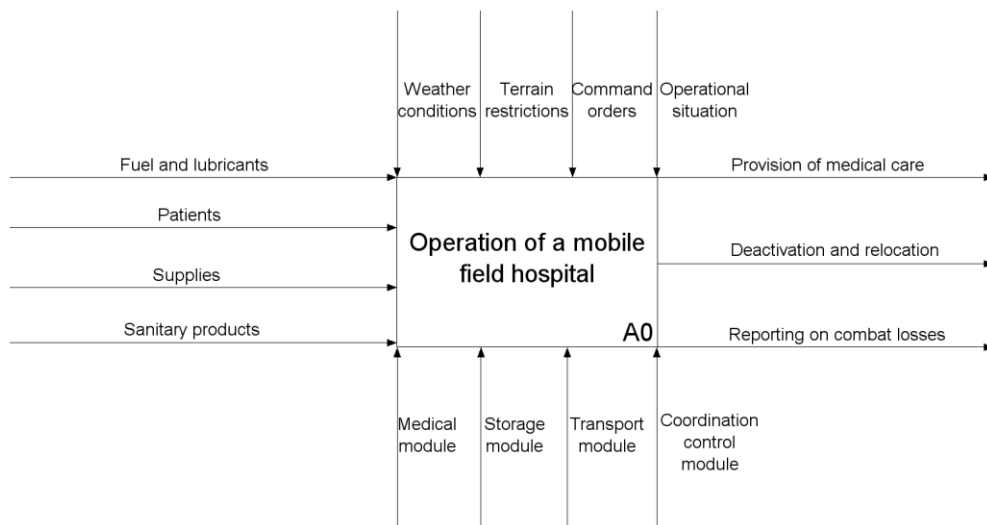 Weather
conditions
Terrain
restrictions
Command
orders
Operational
situation
Fuel and lubricants
Patients
Supplies
Sanitary products
Operation of a mobile
field hospital
A0
Provision of medical care
Deactivation and relocation
Reporting on combat losses
Medical
module
Storage
module
Transport
module
Coordination
control
module